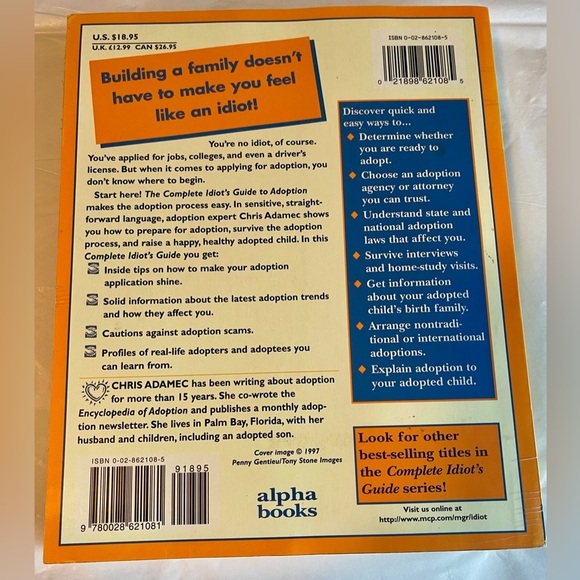 U.S. $18.95
U.K. £12.99 CAN $26.95
ISBN 0-02-862108-5
0 21898 62108 5
Building a family doesn't
have to make you feel
like an idiot!
You're no idiot, of course.
You've applied for jobs, colleges, and even a driver's
license. But when it comes to applying for adoption, you
don't know where to begin.
Start here! The Complete Idiot's Guide to Adoption
makes the adoption process easy. In sensitive, straight-
forward language, adoption expert Chris Adamec shows
you how to prepare for adoption, survive the adoption
process, and raise a happy, healthy adopted child. In this
Complete Idiot's Guide you get:
Inside tips on how to make your adoption
application shine.
Solid information about the latest adoption trends
and how they affect you.
Cautions against adoption scams.
Profiles of real-life adopters and adoptees you
can learn from.
CHRIS ADAMEC has been writing about adoption
for more than 15 years. She co-wrote the
Encyclopedia of Adoption and publishes a monthly adop-
tion newsletter. She lives in Palm Bay, Florida, with her
husband and children, including an adopted son.
Discover quick and
easy ways to...
◆ Determine whether
you are ready to
adopt.
◆ Choose an adoption
agency or attorney
you can trust.
◆ Understand state and
national adoption
laws that affect you.
◆ Survive interviews
and home-study visits.
◆ Get information
about your adopted
child's birth family.
◆ Arrange nontradi-
tional or international
adoptions.
◆ Explain adoption to
your adopted child.
Cover image © 1997
Penny Gentieu/Tony Stone Images
ISBN 0-02-862108-5
91895
9 780028 621081
alpha
books
Look for other
best-selling titles in
the Complete Idiot's
Guide series!
Visit us online at
http://www.mcp.com/mgr/idiot